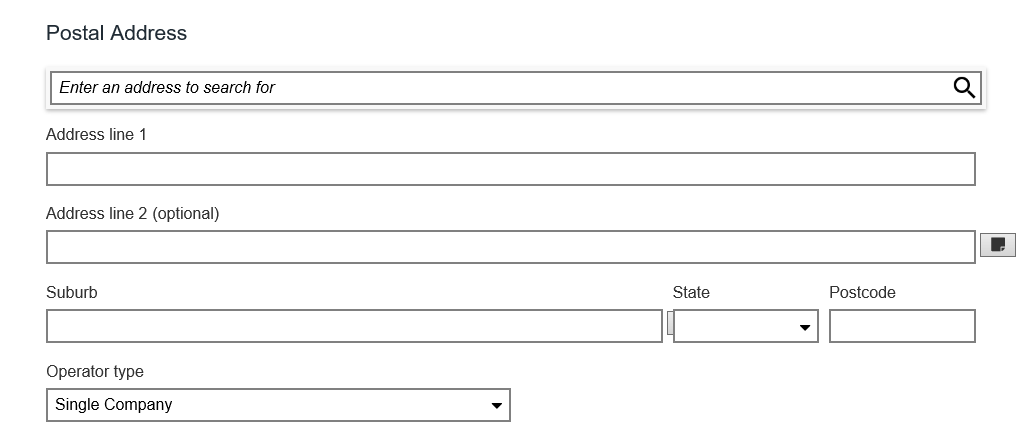 Postal Address
Enter an address to search for
Address line 1
Address line 2 (optional)
Suburb State Postcode
Operator type
Single Company